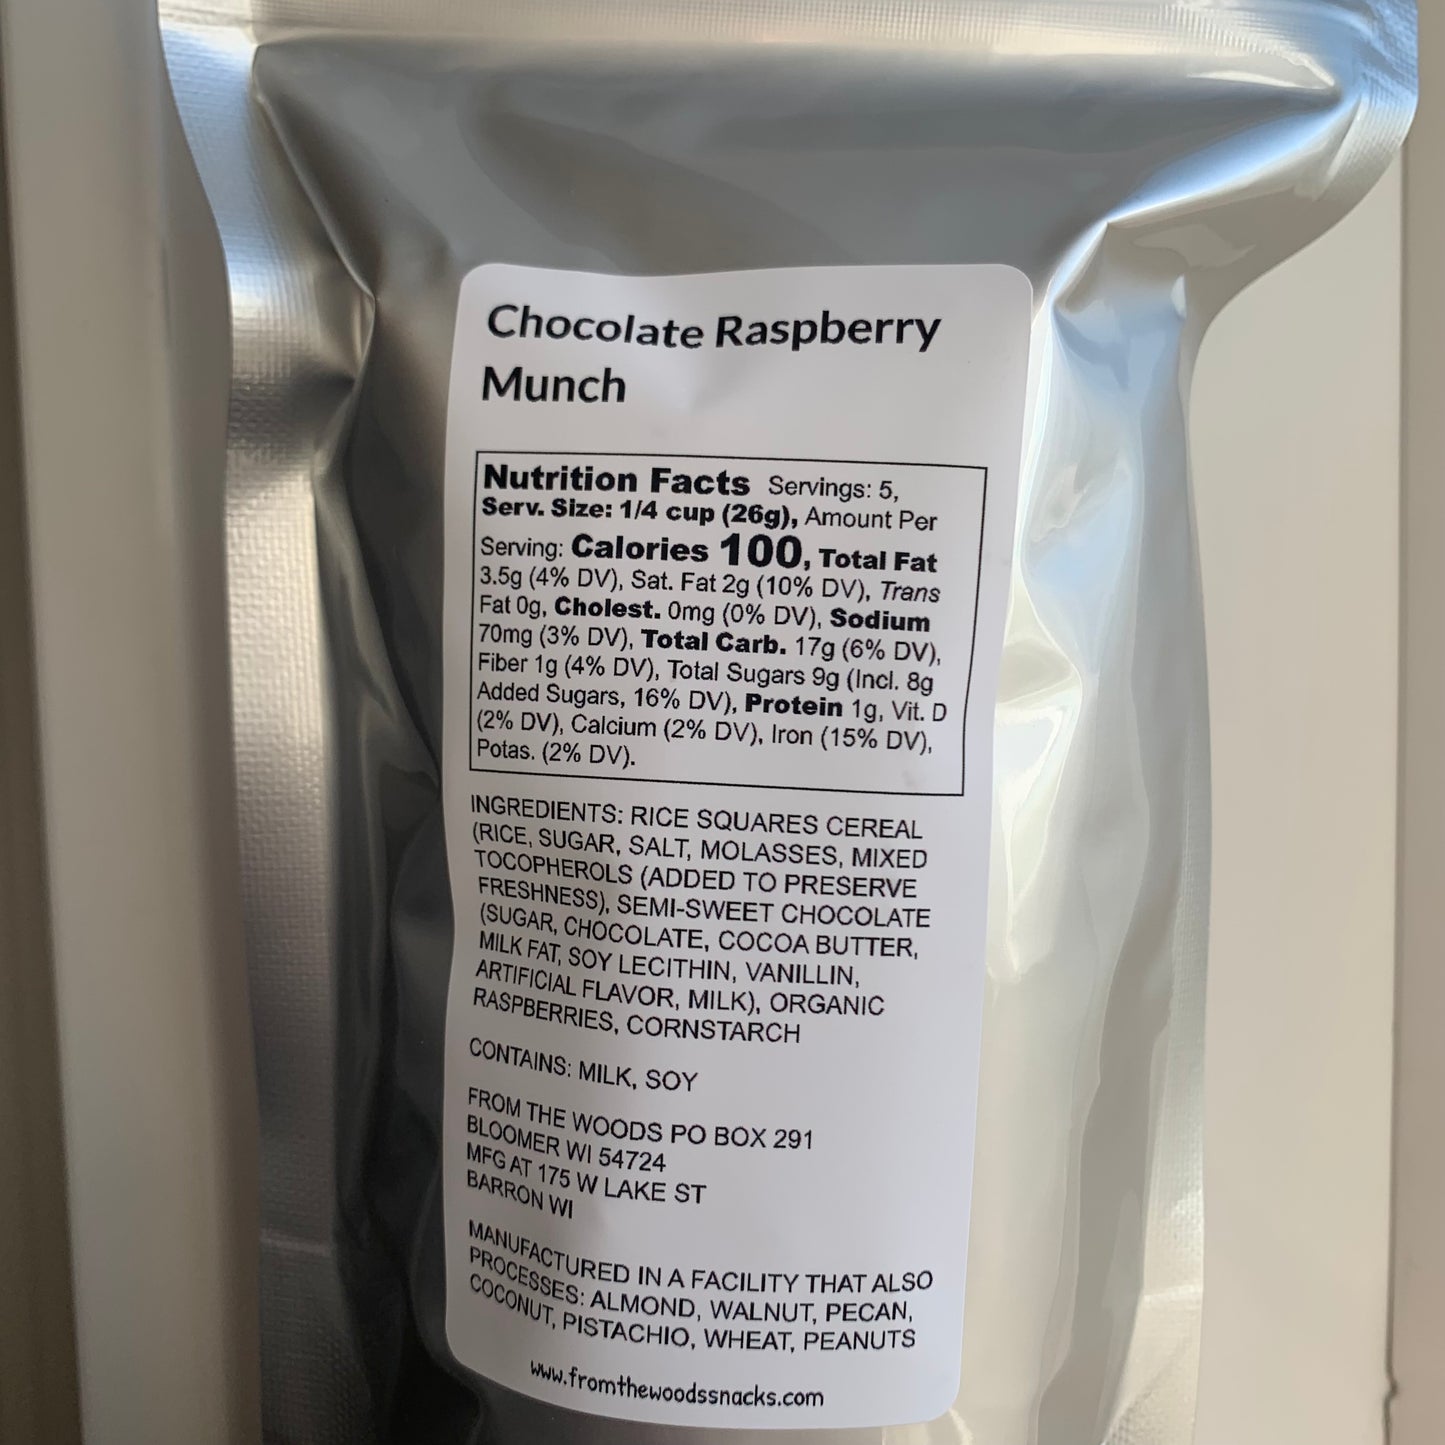 Chocolate Raspberry
Munch
Nutrition Facts Servings: 5,
Serv. Size: 1/4 cup (26g), Amount Per
Serving: Calories 100, Total Fat
3.5g (4% DV), Sat. Fat 2g (10% DV), Trans
Fat 0g, Cholest. 0mg (0% DV), Sodium
70mg (3% DV), Total Carb. 17g (6% DV),
Fiber 1g (4% DV), Total Sugars 9g (Incl. 8g
Added Sugars, 16% DV), Protein 1g, Vit. D
(2% DV), Calcium (2% DV), Iron (15% DV),
Potas. (2% DV).
INGREDIENTS: RICE SQUARES CEREAL
(RICE, SUGAR, SALT, MOLASSES, MIXED
TOCOPHEROLS (ADDED TO PRESERVE
FRESHNESS), SEMI-SWEET CHOCOLATE
(SUGAR, CHOCOLATE, COCOA BUTTER,
MILK FAT, SOY LECITHIN, VANILLIN,
ARTIFICIAL FLAVOR, MILK), ORGANIC
RASPBERRIES, CORNSTARCH
CONTAINS: MILK, SOY
FROM THE WOODS PO BOX 291
BLOOMER WI 54724
MFG AT 175 W LAKE ST
BARRON WI
MANUFACTURED IN A FACILITY THAT ALSO
PROCESSES: ALMOND, WALNUT, PECAN,
COCONUT, PISTACHIO, WHEAT, PEANUTS
www.fromthewoodssnacks.com